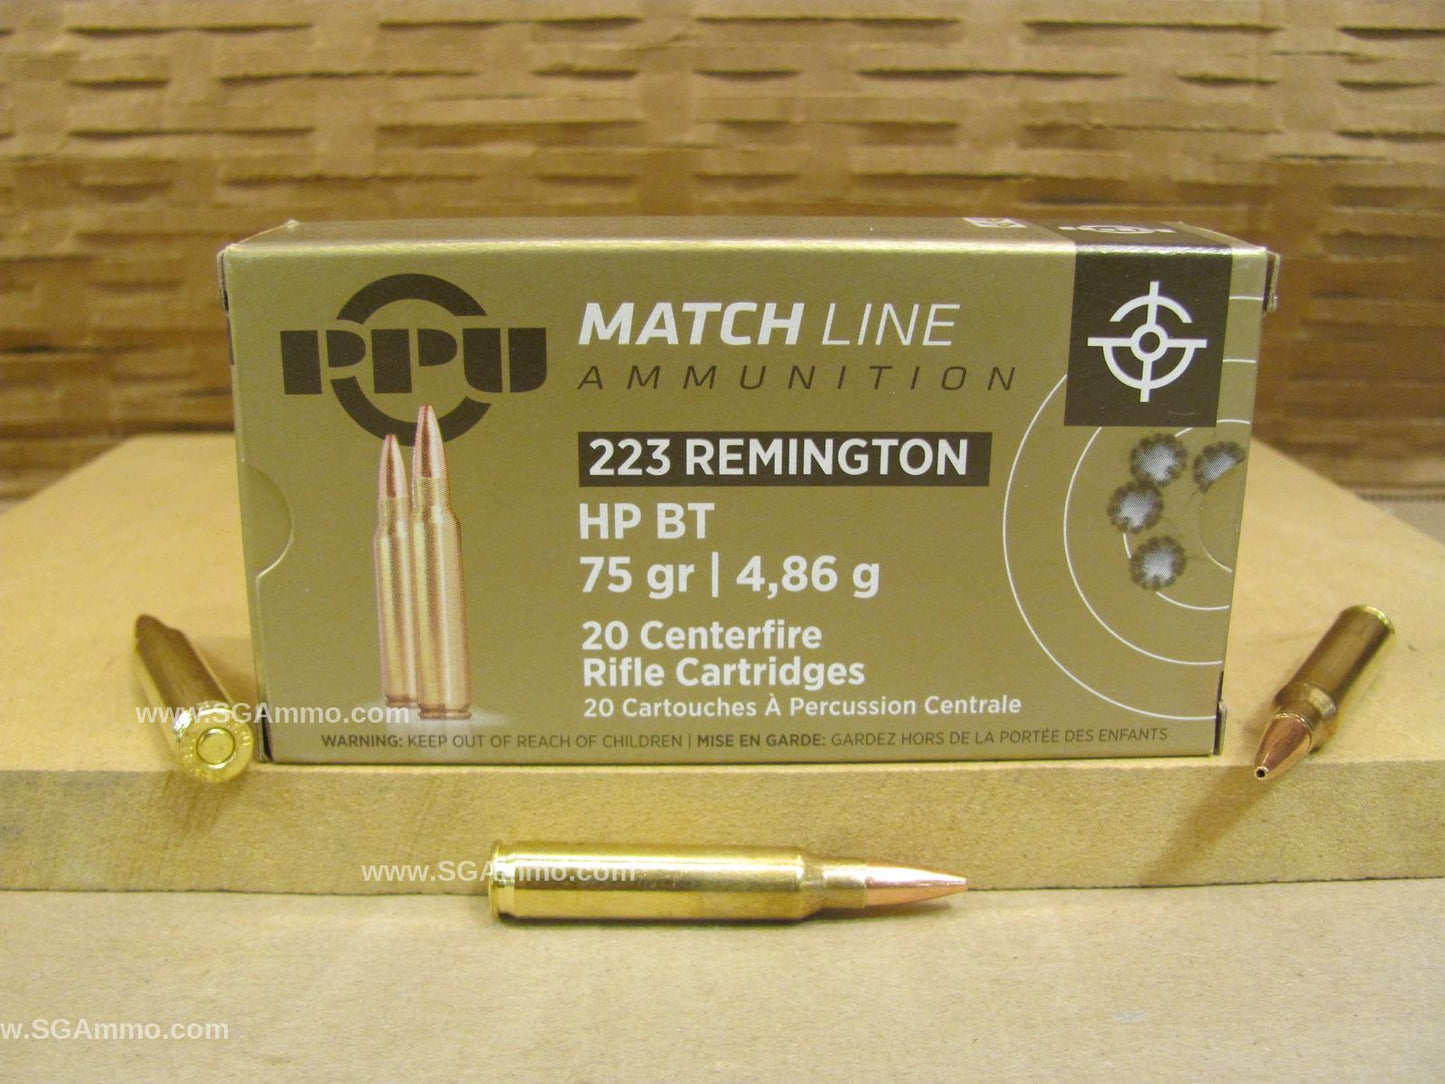 PPU
MATCH LINE
AMMUNITION
223 REMINGTON
HP BT
75 gr | 4,86 g
20 Centerfire
Rifle Cartridges
20 Cartouches À Percussion Centrale
WARNING: KEEP OUT OF REACH OF CHILDREN | MISE EN GARDE: GARDEZ HORS DE LA PORTÉE DES ENFANTS
www.SGAmmo.com
www.SGAmmo.com
w.SGAmmo.com